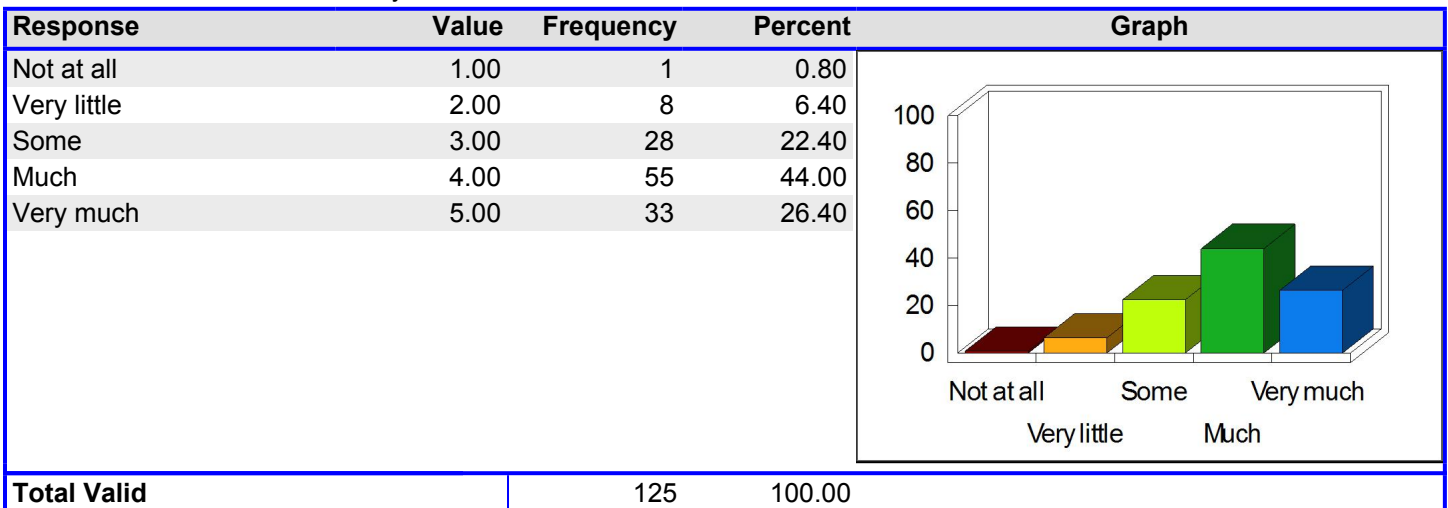 Response Value Frequency Percent Graph
Not at all 1.00 1 0.80
Very little 2.00 8 6.40
Some 3.00 28 22.40
Much 4.00 55 44.00
Very much 5.00 33 26.40
100
80
60
40
20
0
Not at all Some Very much
Very little Much
Total Valid 125 100.00